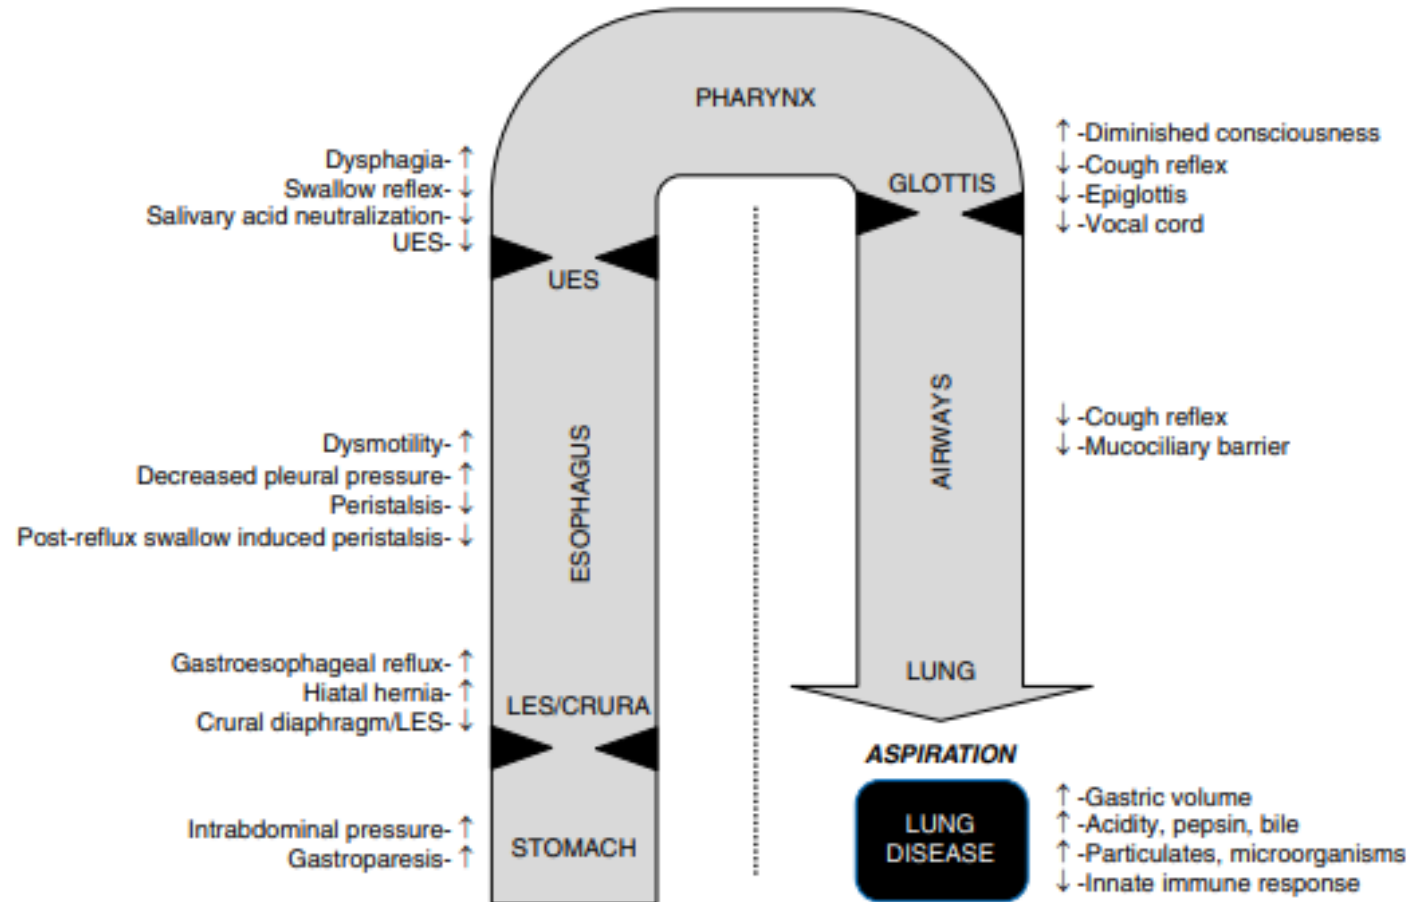 PHARYNX
Dysphagia- ↑
Swallow reflex- ↓
Salivary acid neutralization- ↓
UES- ↓
UES
GLOTTIS
↑ -Diminished consciousness
↓ -Cough reflex
↓ -Epiglottis
↓ -Vocal cord
Dysmotility- ↑
Decreased pleural pressure- ↑
Peristalsis- ↓
Post-reflux swallow induced peristalsis- ↓
ESOPHAGUS
AIRWAYS
↓ -Cough reflex
↓ -Mucociliary barrier
Gastroesophageal reflux- ↑
Hiatal hernia- ↑
Crural diaphragm/LES- ↓
LES/CRURA
LUNG
Intrabdominal pressure- ↑
Gastroparesis- ↑
STOMACH
ASPIRATION
LUNG
DISEASE
↑ -Gastric volume
↑ -Acidity, pepsin, bile
↑ -Particulates, microorganisms
↓ -Innate immune response